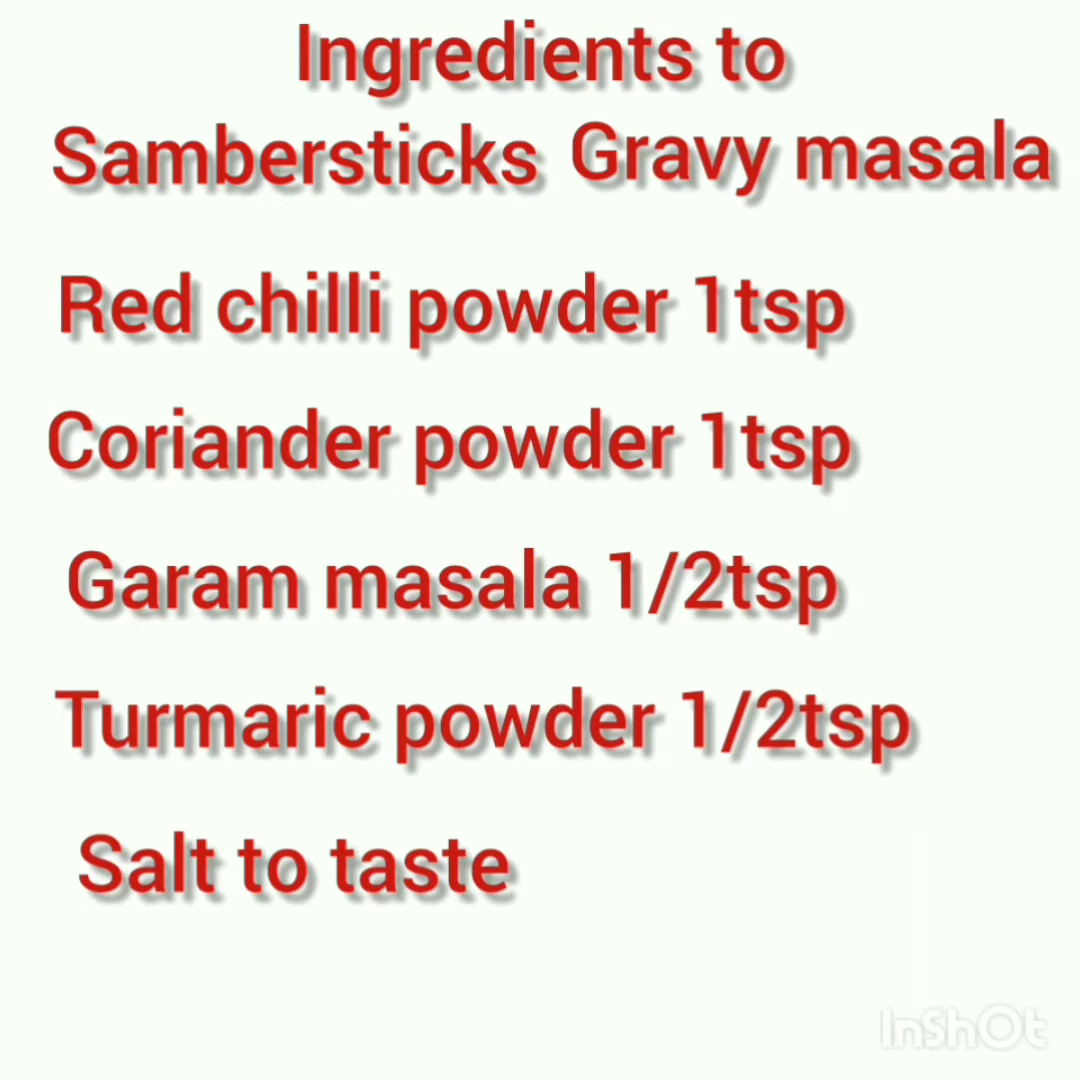 Ingredients to
Sambersticks Gravy masala
Red chilli powder 1tsp
Coriander powder 1tsp
Garam masala 1/2tsp
Turmaric powder 1/2tsp
Salt to taste
InShOt